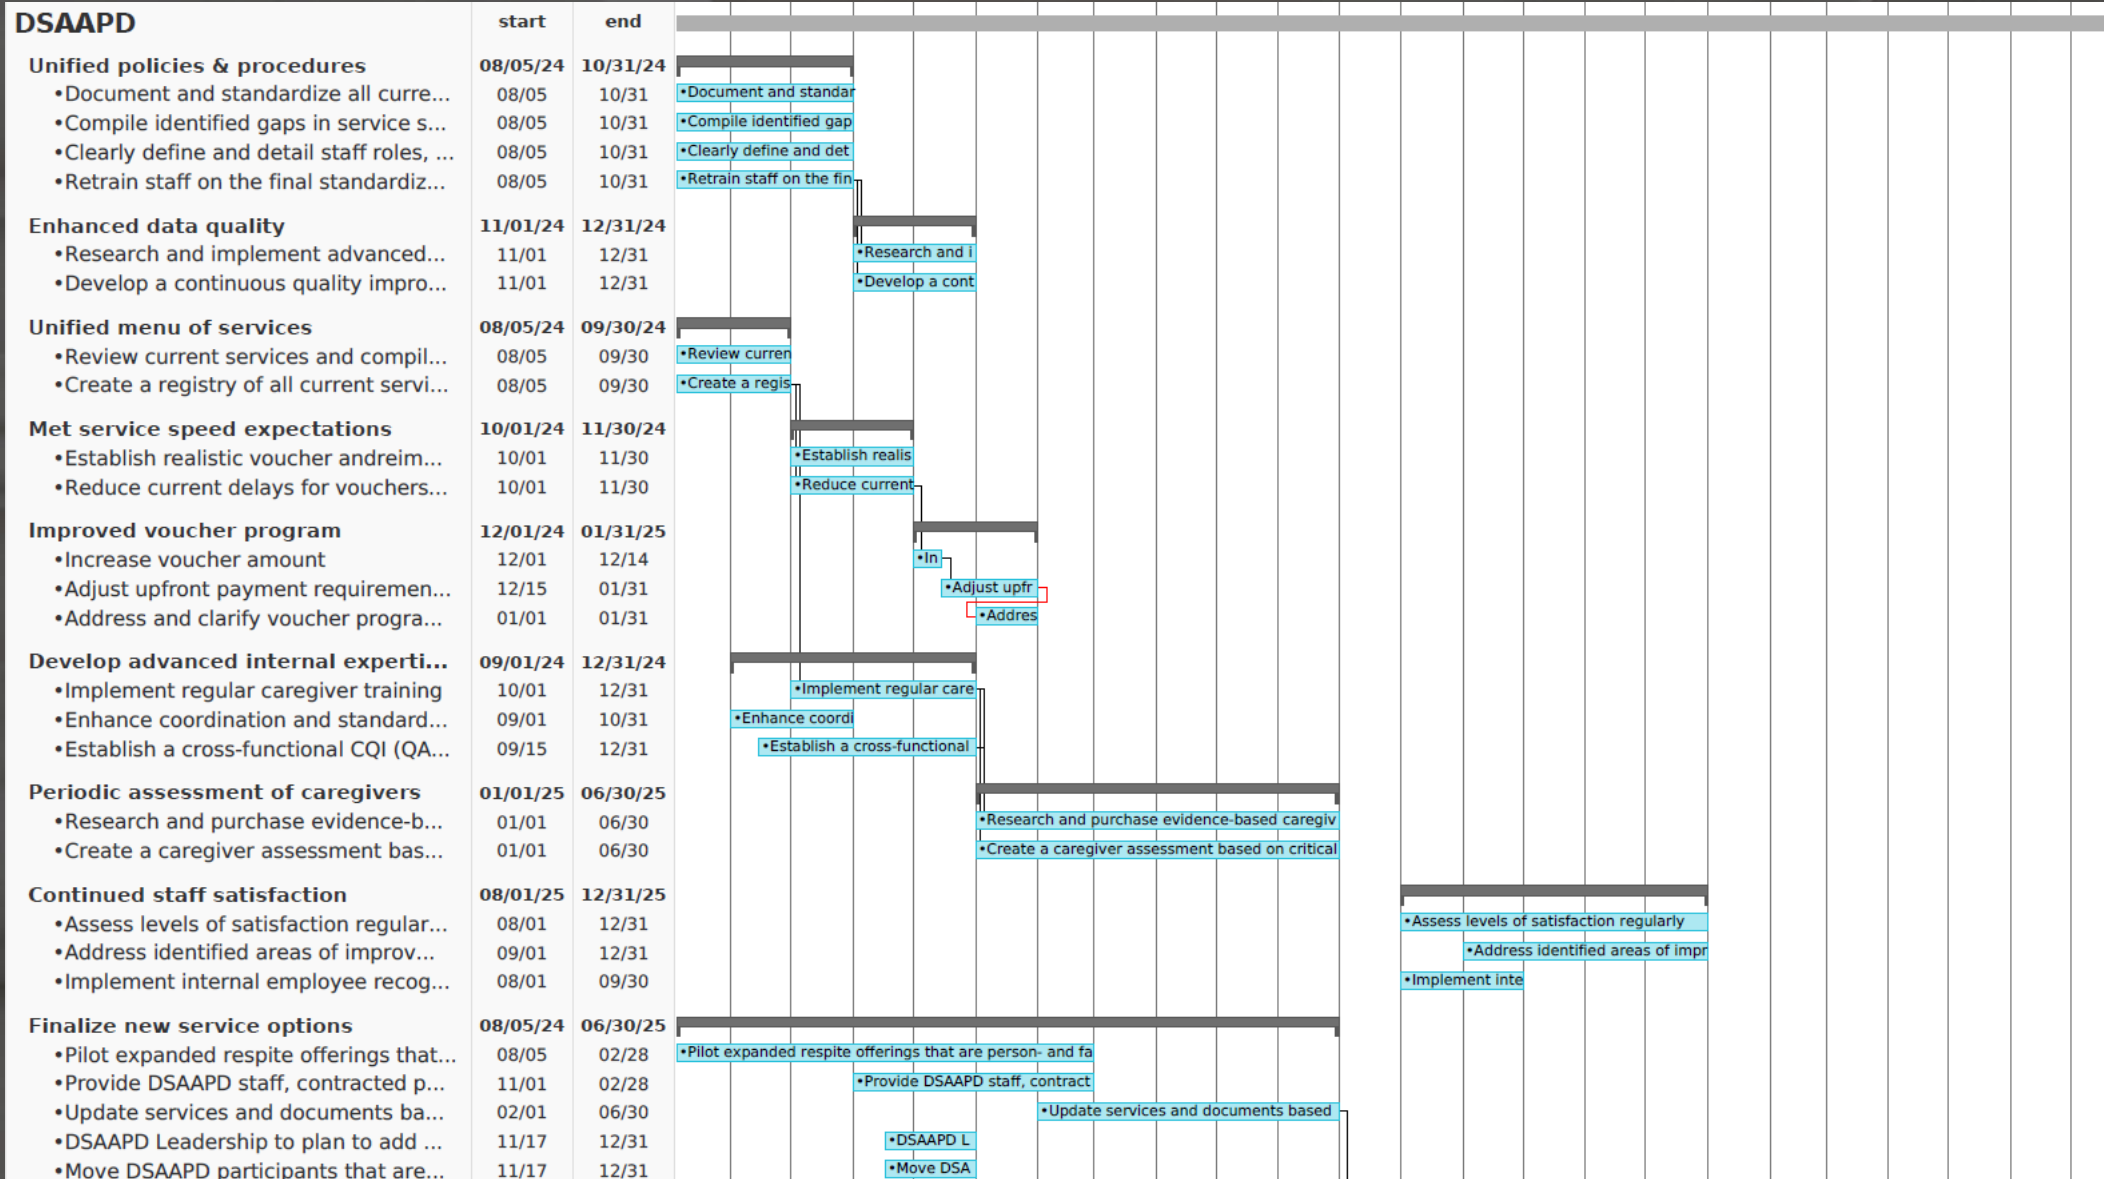 DSAAPD start end
Unified policies & procedures 08/05/24 10/31/24
•Document and standardize all curre... 08/05 10/31 •Document and standar
•Compile identified gaps in service s... 08/05 10/31 •Compile identified gap
•Clearly define and detail staff roles, ... 08/05 10/31 •Clearly define and det
•Retrain staff on the final standardiz... 08/05 10/31 •Retrain staff on the fin
Enhanced data quality 11/01/24 12/31/24
•Research and implement advanced... 11/01 12/31 •Research and i
•Develop a continuous quality impro... 11/01 12/31 •Develop a cont
Unified menu of services 08/05/24 09/30/24
•Review current services and compil... 08/05 09/30 •Review curren
•Create a registry of all current servi... 08/05 09/30 •Create a regis
Met service speed expectations 10/01/24 11/30/24
•Establish realistic voucher andreim... 10/01 11/30 •Establish realis
•Reduce current delays for vouchers... 10/01 11/30 •Reduce current
Improved voucher program 12/01/24 01/31/25
•Increase voucher amount 12/01 12/14 •In
•Adjust upfront payment requiremen... 12/15 01/31 •Adjust upfr
•Address and clarify voucher progra... 01/01 01/31 •Addres
Develop advanced internal experti... 09/01/24 12/31/24
•Implement regular caregiver training 10/01 12/31 •Implement regular care
•Enhance coordination and standard... 09/01 10/31 •Enhance coordi
•Establish a cross-functional CQI (QA... 09/15 12/31 •Establish a cross-functional
Periodic assessment of caregivers 01/01/25 06/30/25
•Research and purchase evidence-b... 01/01 06/30 •Research and purchase evidence-based caregiv
•Create a caregiver assessment bas... 01/01 06/30 •Create a caregiver assessment based on critical
Continued staff satisfaction 08/01/25 12/31/25
•Assess levels of satisfaction regular... 08/01 12/31 •Assess levels of satisfaction regularly
•Address identified areas of improv... 09/01 12/31 •Address identified areas of impr
•Implement internal employee recog... 08/01 09/30 •Implement inte
Finalize new service options 08/05/24 06/30/25
•Pilot expanded respite offerings that... 08/05 02/28 •Pilot expanded respite offerings that are person- and fa
•Provide DSAAPD staff, contracted p... 11/01 02/28 •Provide DSAAPD staff, contract
•Update services and documents ba... 02/01 06/30 •Update services and documents based
•DSAAPD Leadership to plan to add ... 11/17 12/31 •DSAAPD L
•Move DSAAPD participants that are... 11/17 12/31 •Move DSA